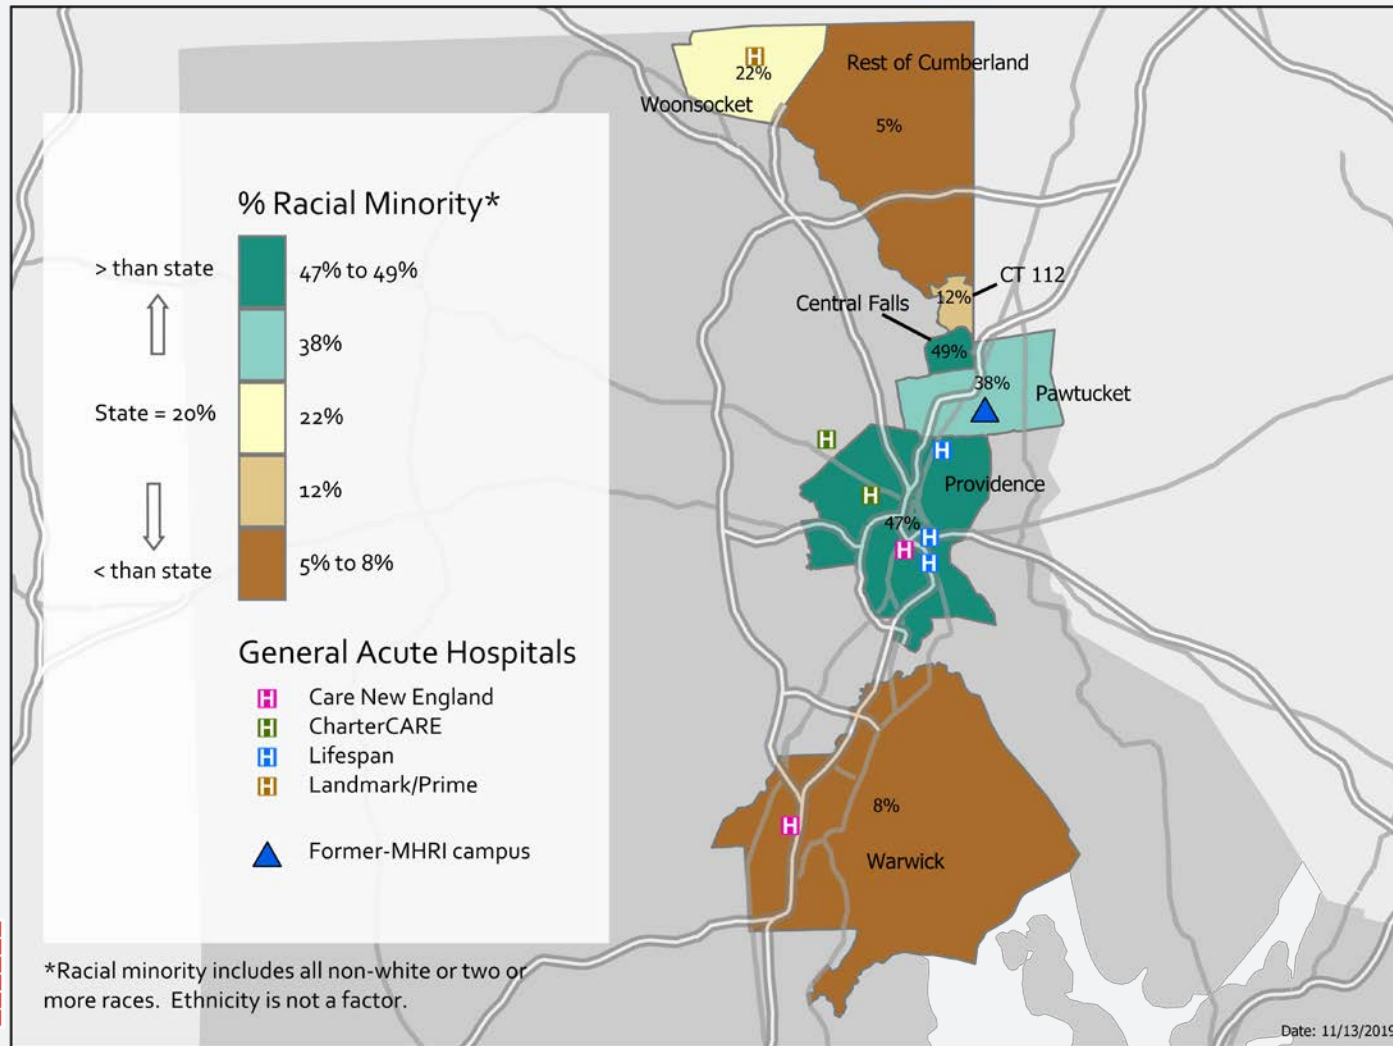 H
22%
Woonsocket
Rest of Cumberland
5%
% Racial Minority*
> than state
47% to 49%
38%
State = 20%
22%
12%
< than state
5% to 8%
CT 112
12%
Central Falls
49%
38%
Pawtucket
H
H
H
Providence
47%
H
H
H
General Acute Hospitals
H Care New England
H CharterCARE
H Lifespan
H Landmark/Prime
Former-MHRI campus
H
8%
Warwick
*Racial minority includes all non-white or two or
more races. Ethnicity is not a factor.
Date: 11/13/2019